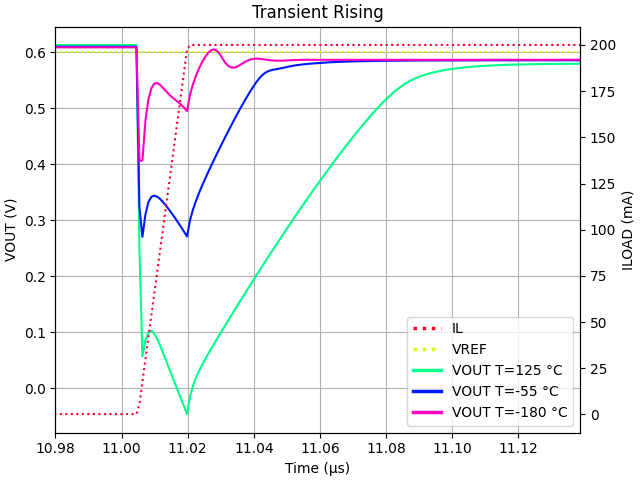 Transient Rising
0.6
0.5
0.4
0.3
0.2
0.1
0.0
VOUT (V)
200
175
150
125
100
75
50
25
0
ILOAD (mA)
IL
VREF
VOUT T=125 °C
VOUT T=-55 °C
VOUT T=-180 °C
10.98 11.00 11.02 11.04 11.06 11.08 11.10 11.12
Time (μs)